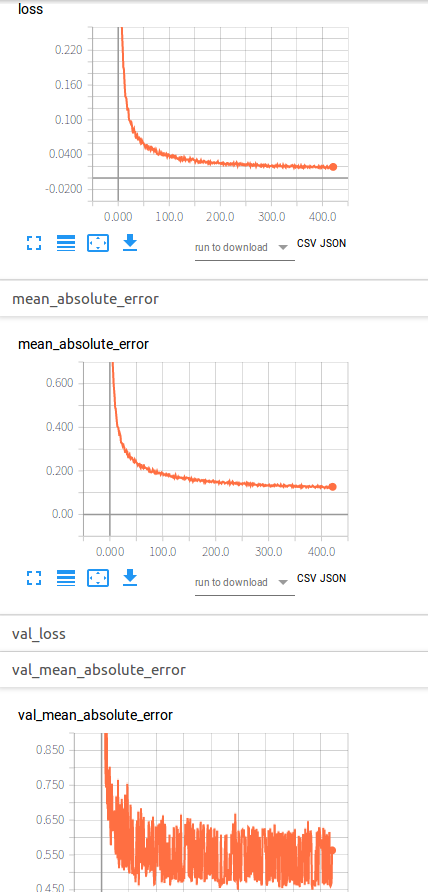 loss
0.220
0.160
0.100
0.0400
-0.0200
0.000 100.0 200.0 300.0 400.0
run to download CSV JSON
mean_absolute_error
mean_absolute_error
0.600
0.400
0.200
0.00
0.000 100.0 200.0 300.0 400.0
run to download CSV JSON
val_loss
val_mean_absolute_error
val_mean_absolute_error
0.850
0.750
0.650
0.550
0.450